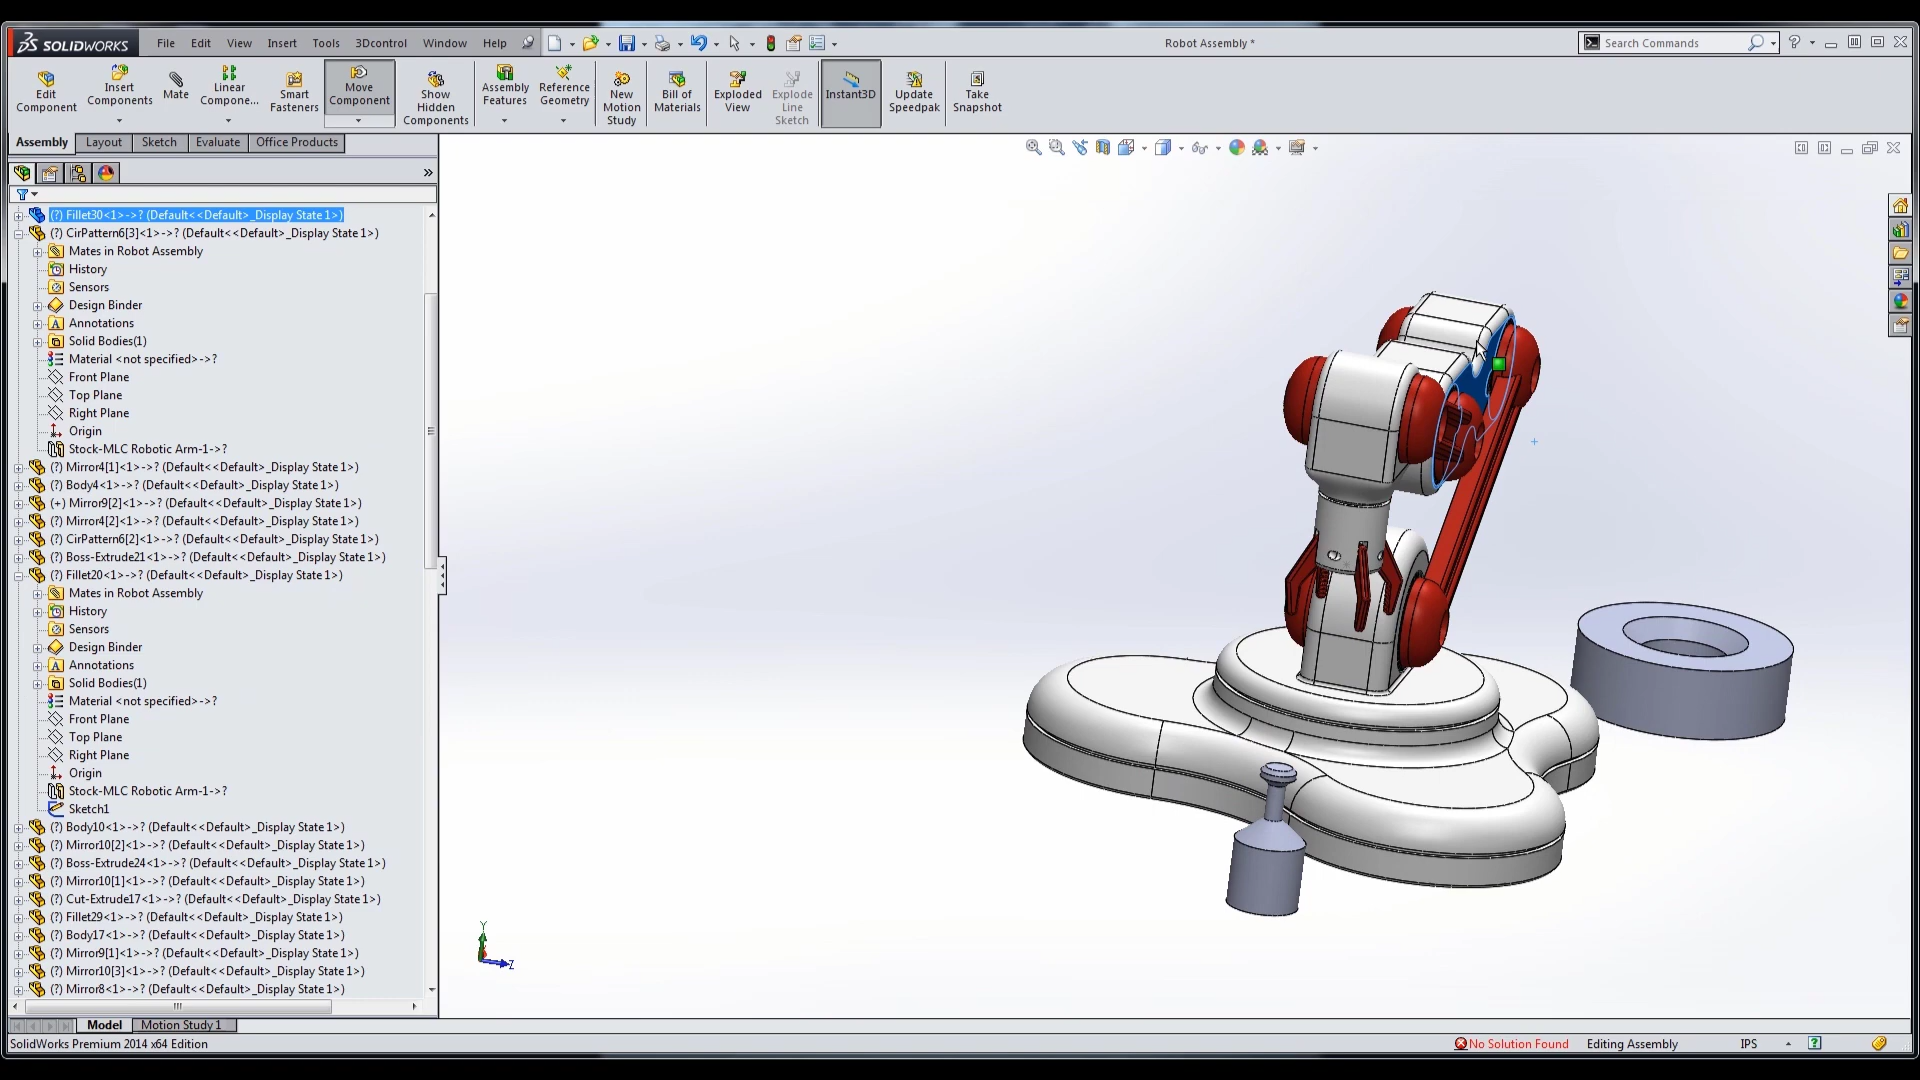 SOLIDWORKS File Edit View Insert Tools 3Dcontrol Window Help Robot Assembly * Search Commands
Edit Component
Insert Components
Mate
Linear Compone...
Smart Fasteners
Move Component
Show Hidden Components
Assembly Features
Reference Geometry
New Motion Study
Bill of Materials
Exploded View
Explode Line Sketch
Instant3D
Update Speedpak
Take Snapshot
Assembly Layout Sketch Evaluate Office Products
(?) Fillet30<1>->? (Default<<Default>_Display State 1>)
(?) CirPattern6[3]<1>->? (Default<<Default>_Display State 1>)
Mates in Robot Assembly
History
Sensors
Design Binder
Annotations
Solid Bodies(1)
Material <not specified>->?
Front Plane
Top Plane
Right Plane
Origin
Stock-MLC Robotic Arm-1->?
(?) Mirror4[1]<1>->? (Default<<Default>_Display State 1>)
(?) Body4<1>->? (Default<<Default>_Display State 1>)
(+) Mirror9[2]<1>->? (Default<<Default>_Display State 1>)
(?) Mirror4[2]<1>->? (Default<<Default>_Display State 1>)
(?) CirPattern6[2]<1>->? (Default<<Default>_Display State 1>)
(?) Boss-Extrude21<1>->? (Default<<Default>_Display State 1>)
(?) Fillet20<1>->? (Default<<Default>_Display State 1>)
Mates in Robot Assembly
History
Sensors
Design Binder
Annotations
Solid Bodies(1)
Material <not specified>->?
Front Plane
Top Plane
Right Plane
Origin
Stock-MLC Robotic Arm-1->?
Sketch1
(?) Body10<1>->? (Default<<Default>_Display State 1>)
(?) Mirror10[2]<1>->? (Default<<Default>_Display State 1>)
(?) Boss-Extrude24<1>->? (Default<<Default>_Display State 1>)
(?) Mirror10[1]<1>->? (Default<<Default>_Display State 1>)
(?) Cut-Extrude17<1>->? (Default<<Default>_Display State 1>)
(?) Fillet29<1>->? (Default<<Default>_Display State 1>)
(?) Body17<1>->? (Default<<Default>_Display State 1>)
(?) Mirror9[1]<1>->? (Default<<Default>_Display State 1>)
(?) Mirror10[3]<1>->? (Default<<Default>_Display State 1>)
(?) Mirror8<1>->? (Default<<Default>_Display State 1>)
Y
Z
Model Motion Study 1
SolidWorks Premium 2014 x64 Edition No Solution Found Editing Assembly IPS